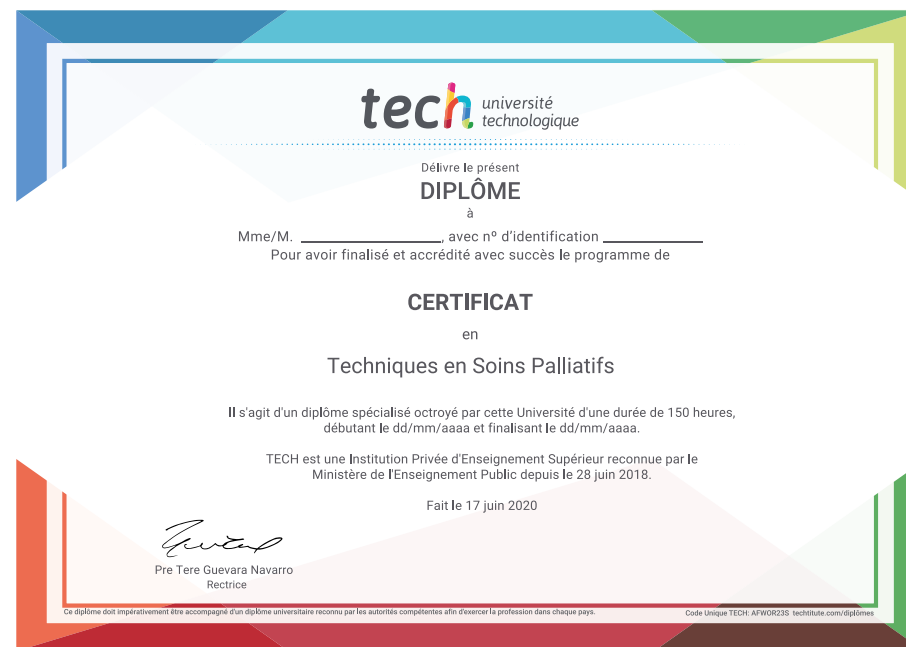 tech université
technologique
Délivre le présent
DIPLÔME
à
Mme/M. ____________________, avec nº d'identification ______________
Pour avoir finalisé et accrédité avec succès le programme de
CERTIFICAT
en
Techniques en Soins Palliatifs
Il s'agit d'un diplôme spécialisé octroyé par cette Université d'une durée de 150 heures,
débutant le dd/mm/aaaa et finalisant le dd/mm/aaaa.
TECH est une Institution Privée d'Enseignement Supérieur reconnue par le
Ministère de l'Enseignement Public depuis le 28 juin 2018.
Fait le 17 juin 2020
Pre Tere Guevara Navarro
Rectrice
Ce diplôme doit impérativement être accompagné d'un diplôme universitaire reconnu par les autorités compétentes afin d'exercer la profession dans chaque pays.
Code Unique TECH: AFWOR23S techtitute.com/diplômes